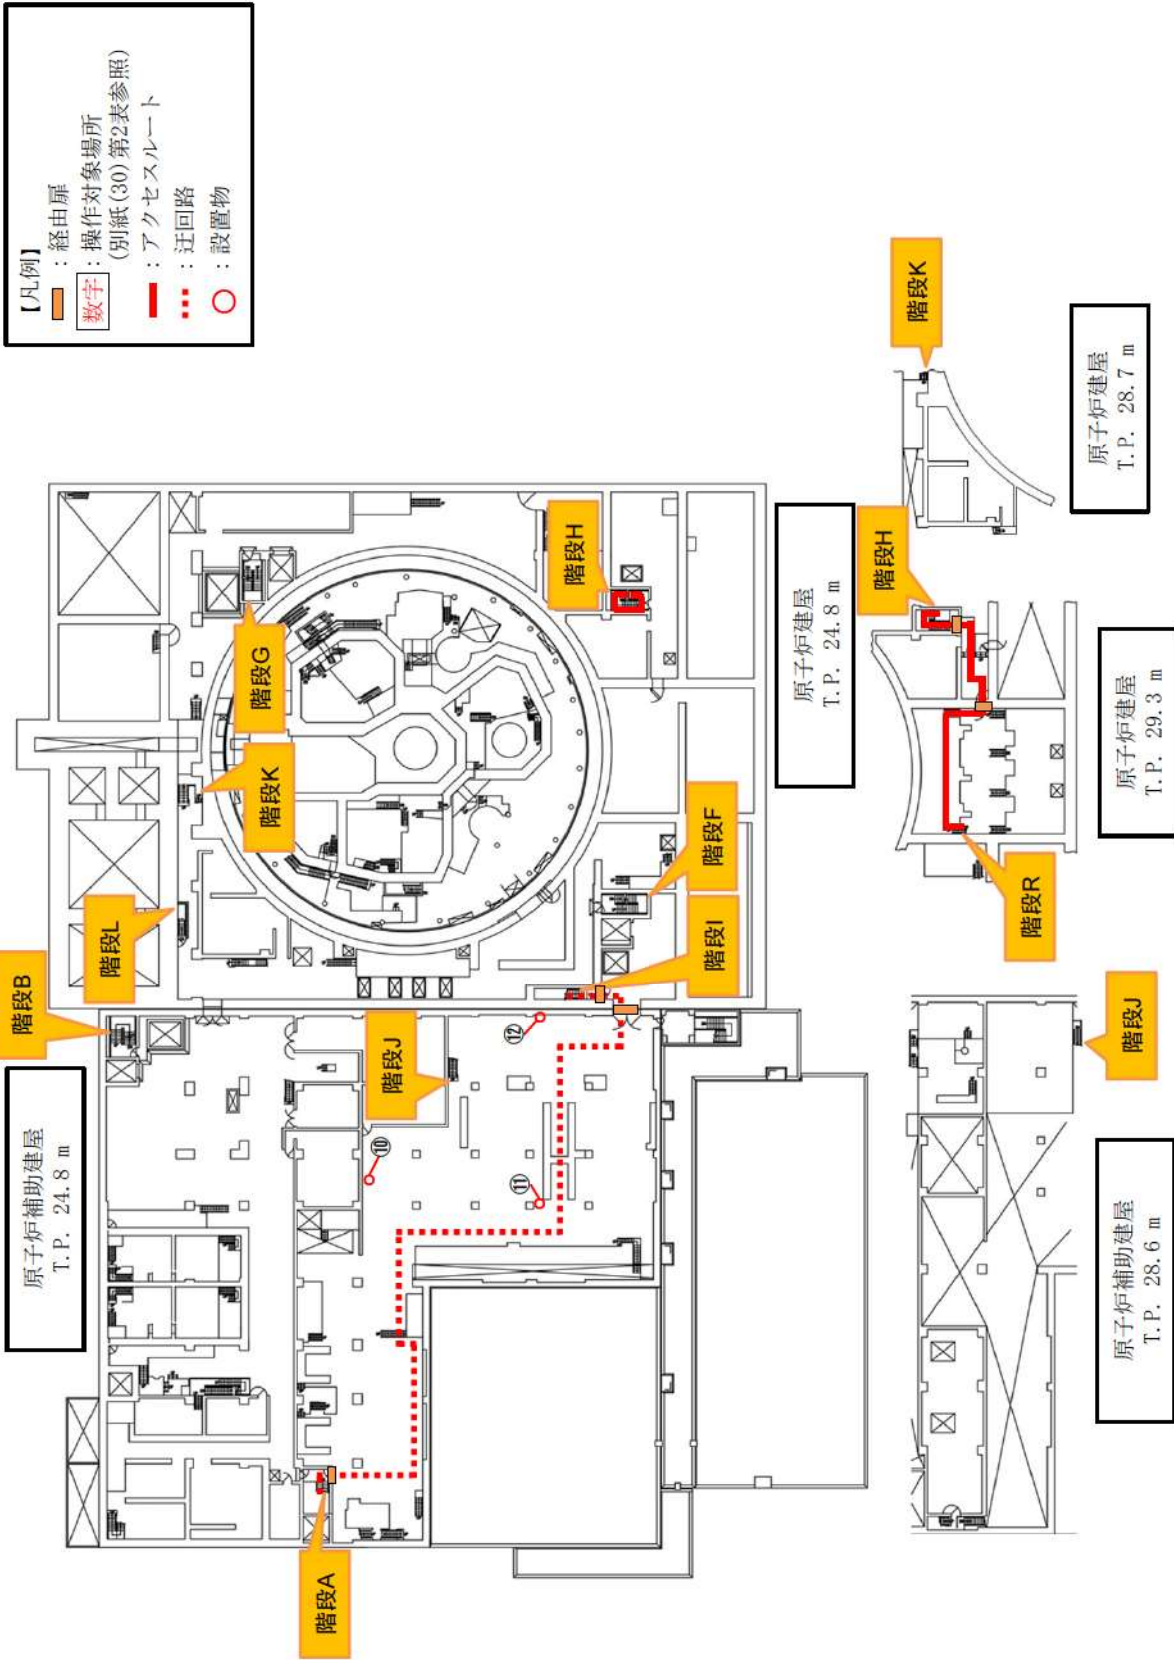 【凡例】
：経由扉
数字：操作対象場所
(別紙(30)第2表参照)
：アクセスルート
：迂回路
：設置物
階段B
階段L
階段K
階段G
階段H
階段F
階段I
階段J
階段A
⑩
⑪
⑫
原子炉補助建屋
T.P. 24.8 m
原子炉建屋
T.P. 24.8 m
階段K
原子炉建屋
T.P. 28.7 m
階段H
階段R
原子炉建屋
T.P. 29.3 m
階段J
原子炉補助建屋
T.P. 28.6 m